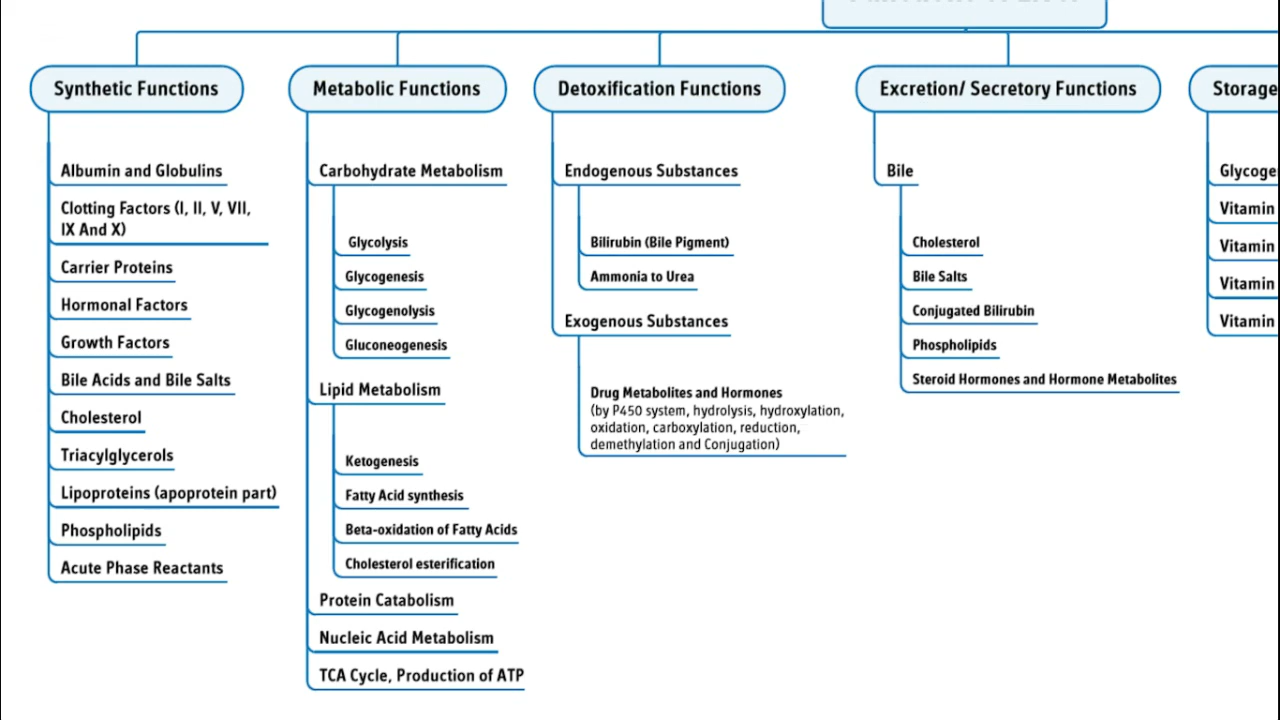 Synthetic Functions
Albumin and Globulins
Clotting Factors (I, II, V, VII,
IX And X)
Carrier Proteins
Hormonal Factors
Growth Factors
Bile Acids and Bile Salts
Cholesterol
Triacylglycerols
Lipoproteins (apoprotein part)
Phospholipids
Acute Phase Reactants
Metabolic Functions
Carbohydrate Metabolism
Glycolysis
Glycogenesis
Glycogenolysis
Gluconeogenesis
Lipid Metabolism
Ketogenesis
Fatty Acid synthesis
Beta-oxidation of Fatty Acids
Cholesterol esterification
Protein Catabolism
Nucleic Acid Metabolism
TCA Cycle, Production of ATP
Detoxification Functions
Endogenous Substances
Bilirubin (Bile Pigment)
Ammonia to Urea
Exogenous Substances
Drug Metabolites and Hormones
(by P450 system, hydrolysis, hydroxylation,
oxidation, carboxylation, reduction,
demethylation and Conjugation)
Excretion/ Secretory Functions
Bile
Cholesterol
Bile Salts
Conjugated Bilirubin
Phospholipids
Steroid Hormones and Hormone Metabolites
Storage
Glycoge
Vitamin
Vitamin
Vitamin
Vitamin